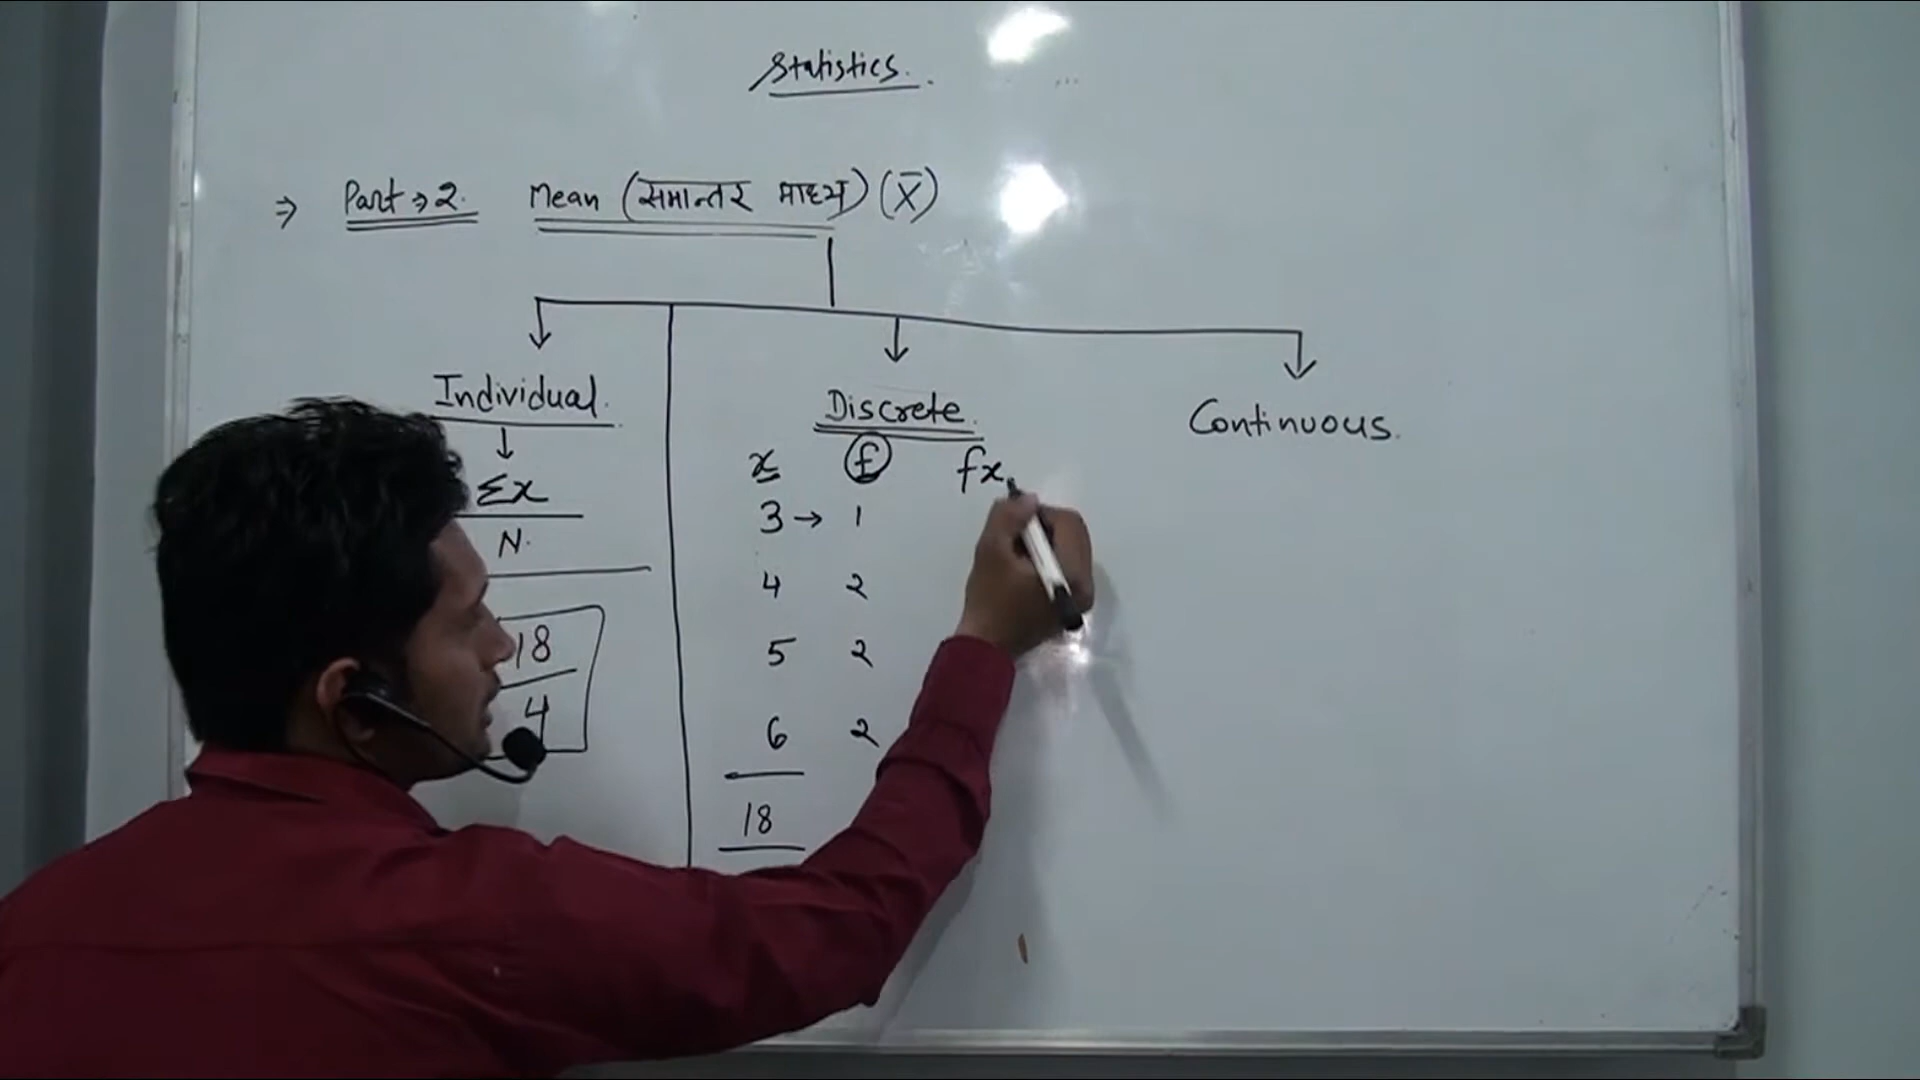 Statistics.
⇒ Part → 2. Mean (समान्तर माध्य) (X̄)
Individual.
Σx
N.
18
4
Discrete.
x f fx
3 → 1
4 2
5 2
6 2
18
Continuous.